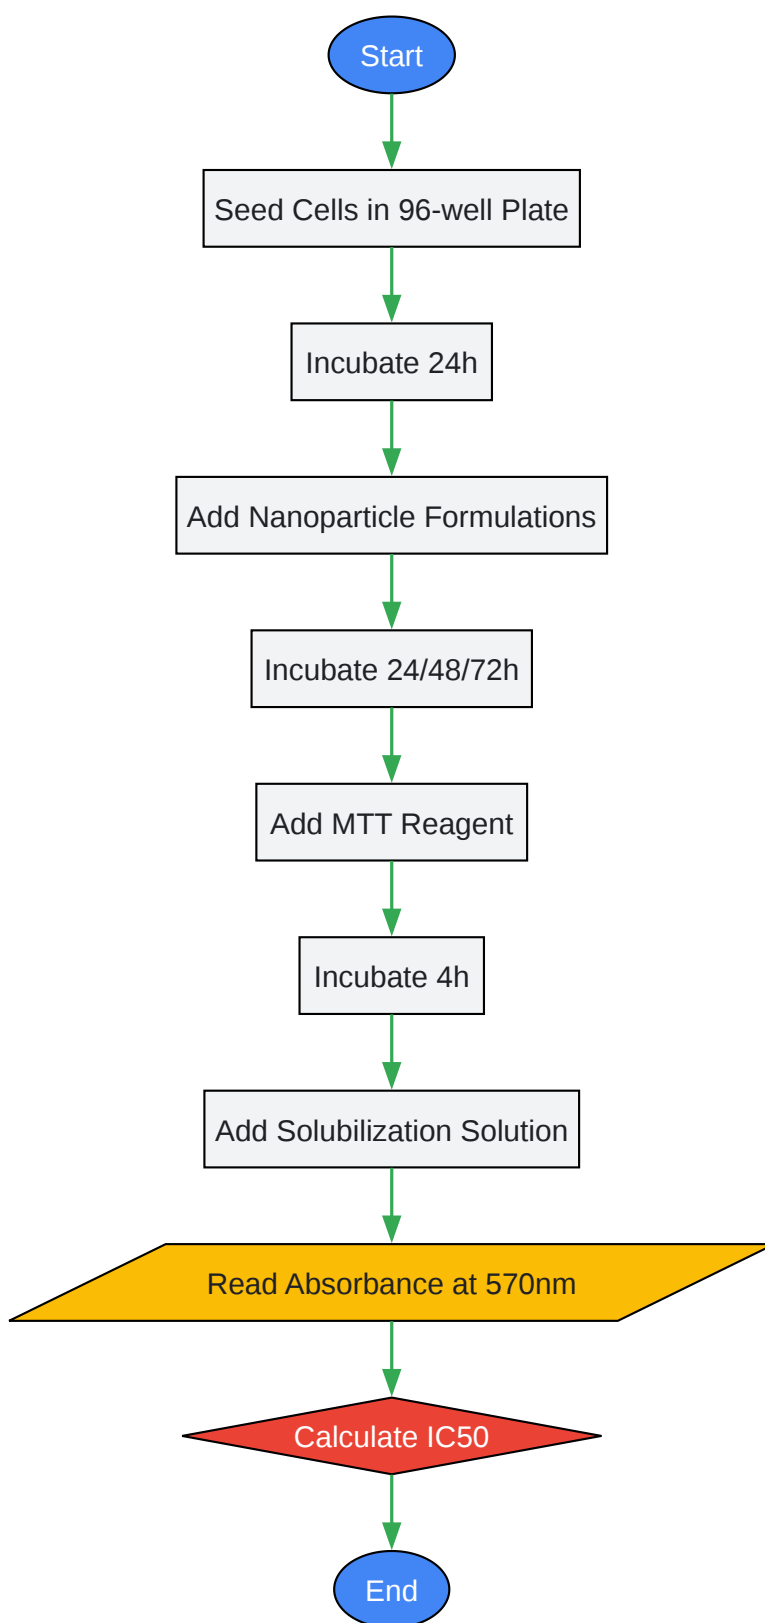 Start
Seed Cells in 96-well Plate
Incubate 24h
Add Nanoparticle Formulations
Incubate 24/48/72h
Add MTT Reagent
Incubate 4h
Add Solubilization Solution
Read Absorbance at 570nm
Calculate IC50
End